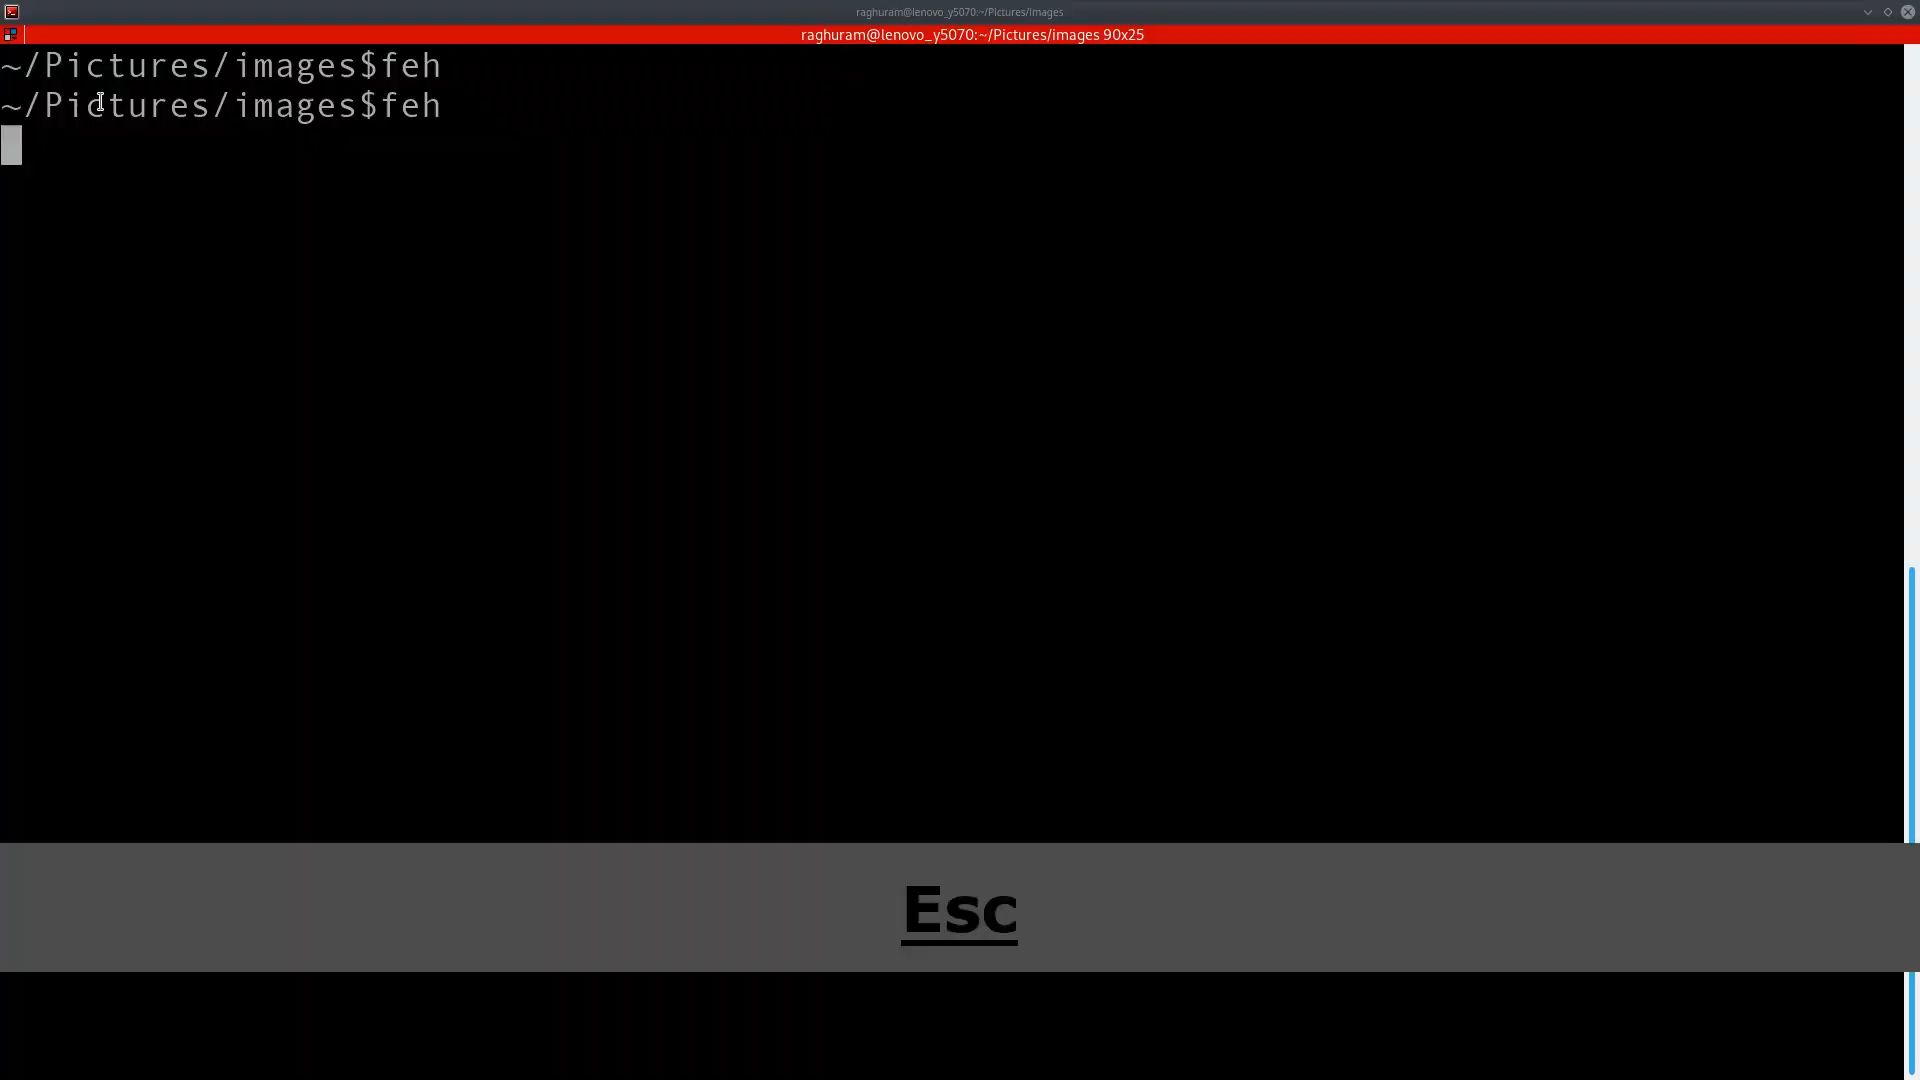 raghuram@lenovo_y5070:~/Pictures/images
raghuram@lenovo_y5070:~/Pictures/images 90x25
~/Pictures/images$feh
~/Pictures/images$feh
Esc